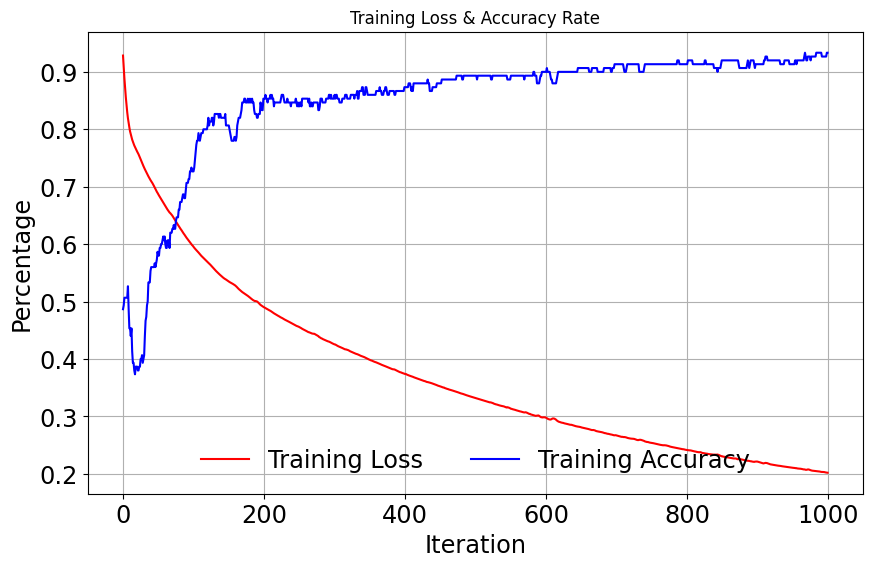 Training Loss & Accuracy Rate
Percentage
0.9
0.8
0.7
0.6
0.5
0.4
0.3
0.2
Training Loss Training Accuracy
0 200 400 600 800 1000
Iteration